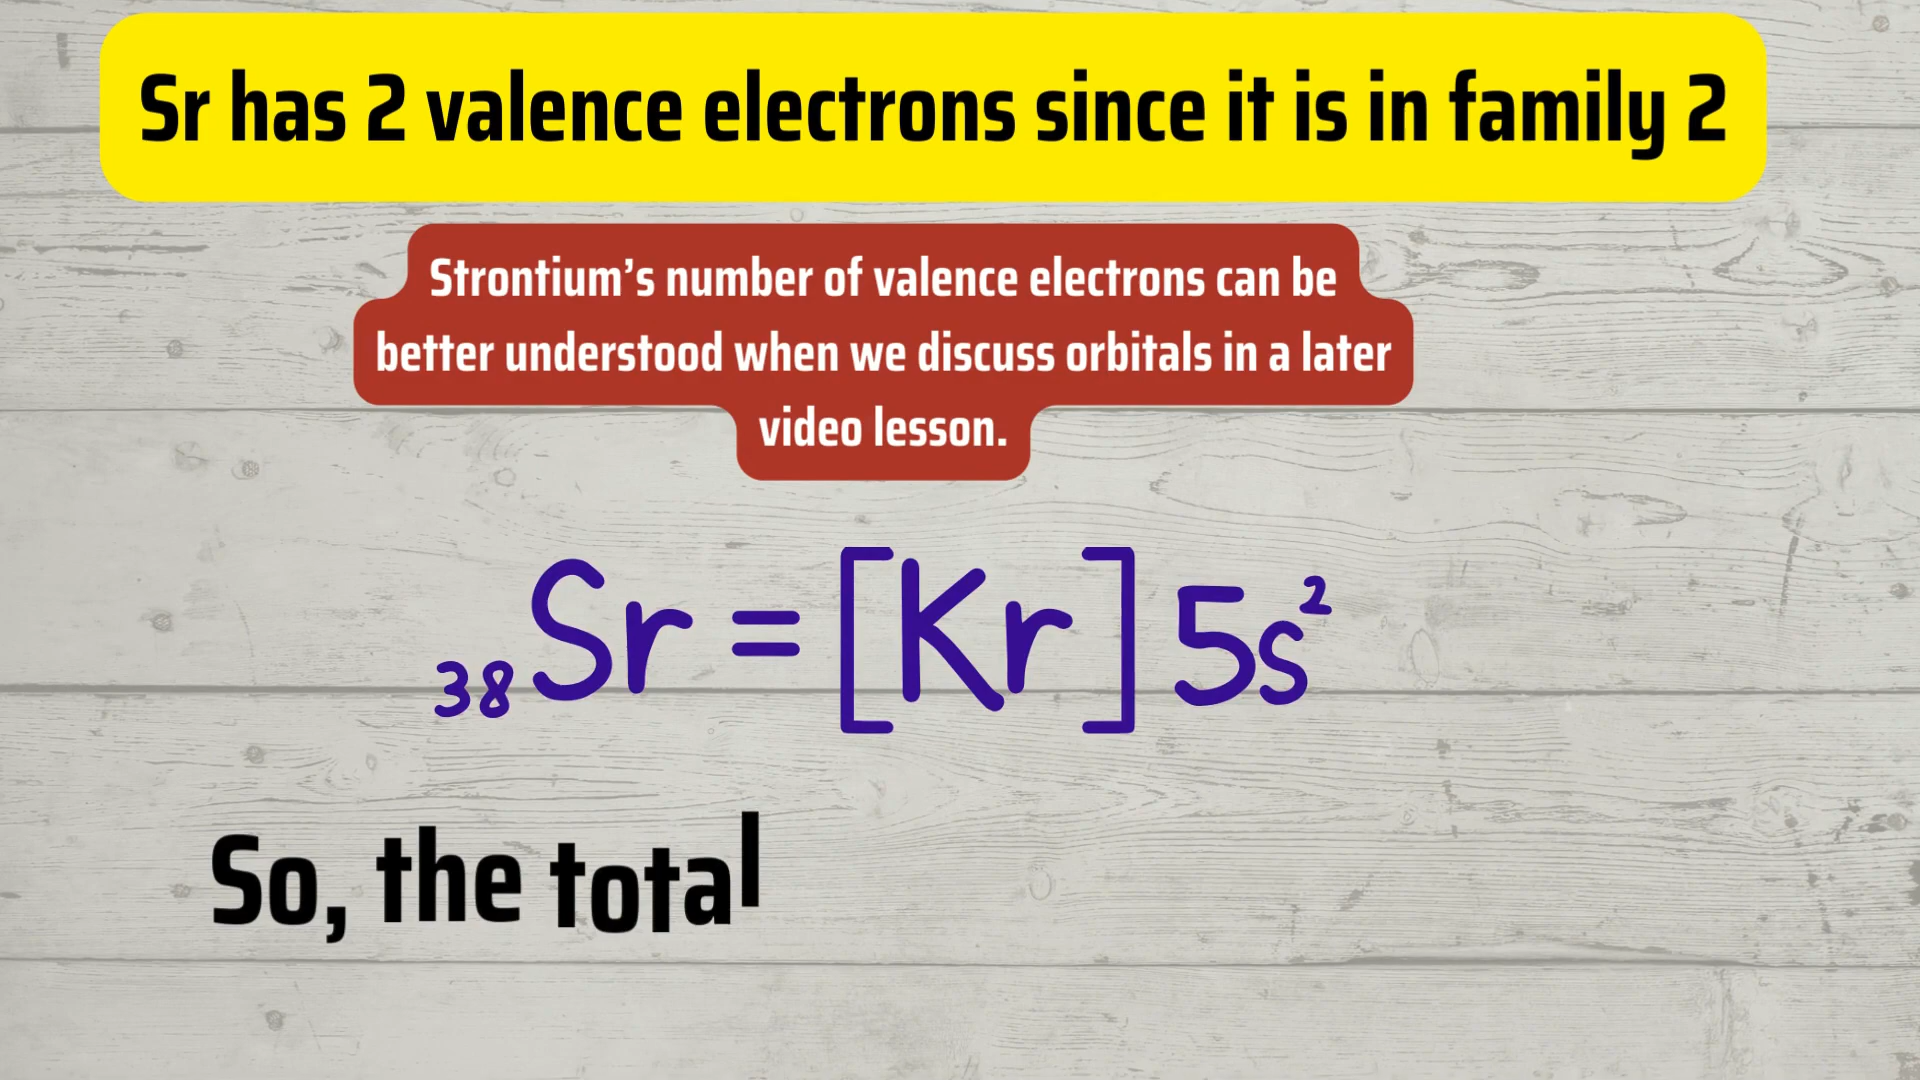 Sr has 2 valence electrons since it is in family 2
Strontium’s number of valence electrons can be
better understood when we discuss orbitals in a later
video lesson.
₃₈Sr = [Kr] 5s²
So, the total